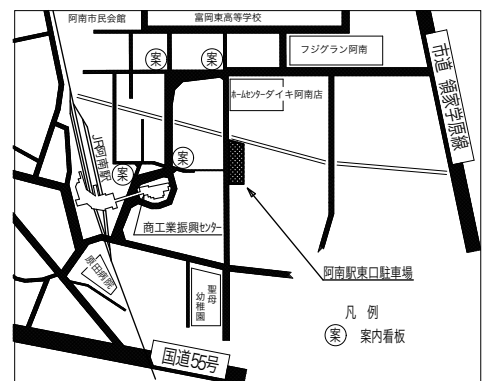 阿南市民会館
富岡東高等学校
案
案
フジグラン阿南
市道 領家学原線
ホームセンターダイキ阿南店
JR阿南駅
案
案
商工業振興センター
原田病院
聖母
幼稚園
阿南駅東口駐車場
凡 例
案 案内看板
国道55号